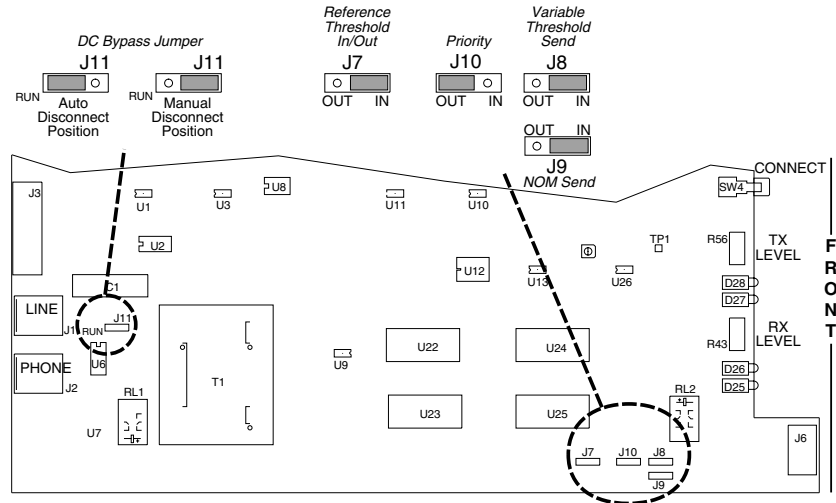 DC Bypass Jumper
J11
RUN
Auto
Disconnect
Position
J11
RUN
Manual
Disconnect
Position
Reference
Threshold
In/Out
J7
OUT IN
Priority
J10
OUT IN
Variable
Threshold
Send
J8
OUT IN
OUT IN
J9
NOM Send
J3
U1
U3
U8
U11
U10
SW4
CONNECT
U2
U12
U13
U26
TP1
R56
TX
LEVEL
D28
D27
C1
LINE
J1
RUN
J11
U6
PHONE
J2
U7
RL1
T1
U9
U22
U23
U24
U25
R43
RX
LEVEL
D26
D25
RL2
J7
J10
J8
J9
J6
FRONT